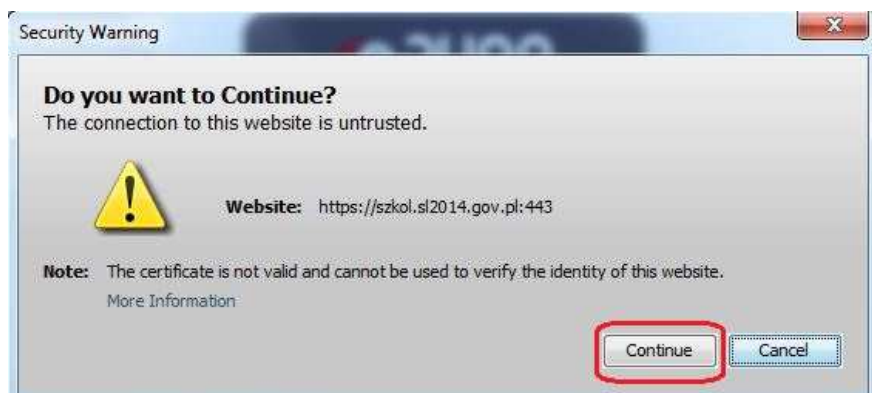 Security Warning
Do you want to Continue?
The connection to this website is untrusted.
Website: https://szkol.sl2014.gov.pl:443
Note: The certificate is not valid and cannot be used to verify the identity of this website.
More Information
Continue Cancel